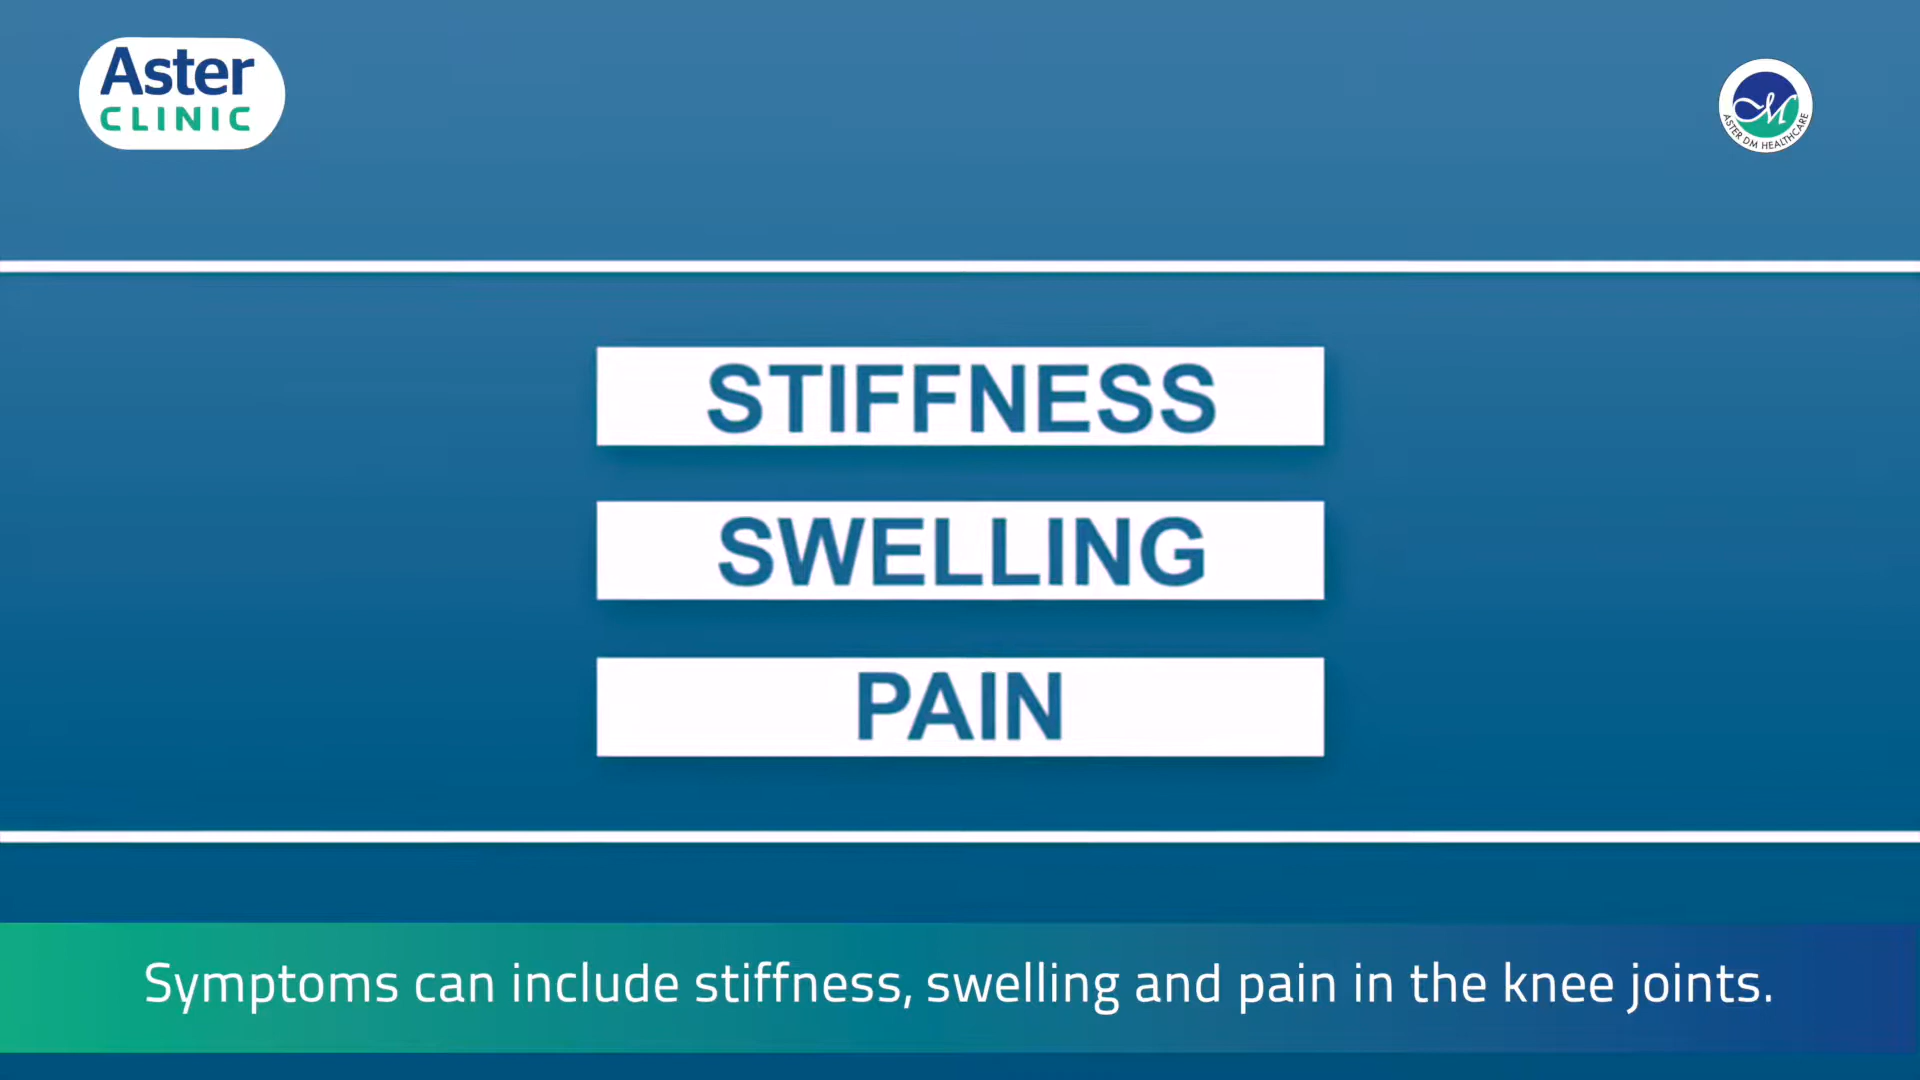 Aster
CLINIC
M
ASTER DM HEALTHCARE
STIFFNESS
SWELLING
PAIN
Symptoms can include stiffness, swelling and pain in the knee joints.